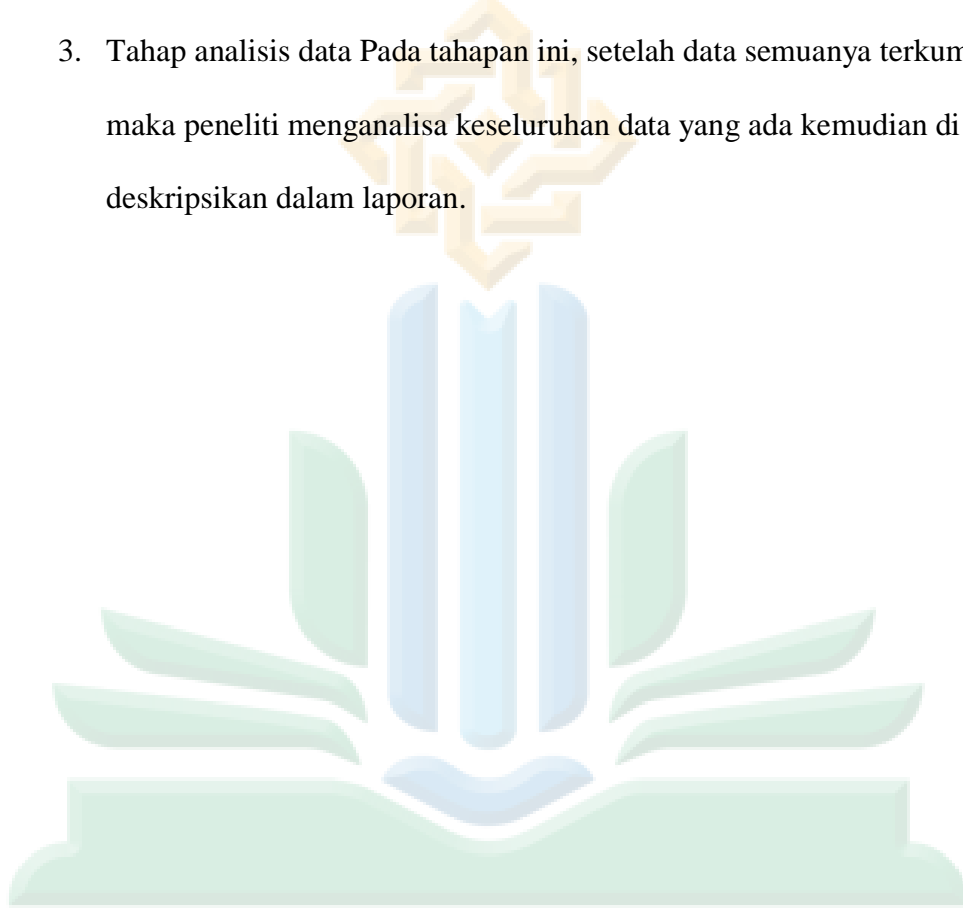 3. Tahap analisis data Pada tahapan ini, setelah data semuanya
maka peneliti menganalisa keseluruhan data yang ada kemudian di
deskripsikan dalam laporan.